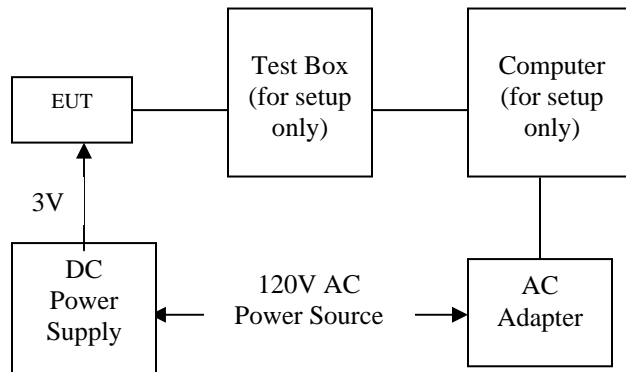 EUT
Test Box
(for setup
only)
Computer
(for setup
only)
3V
DC
Power
Supply
120V AC
Power Source
AC
Adapter